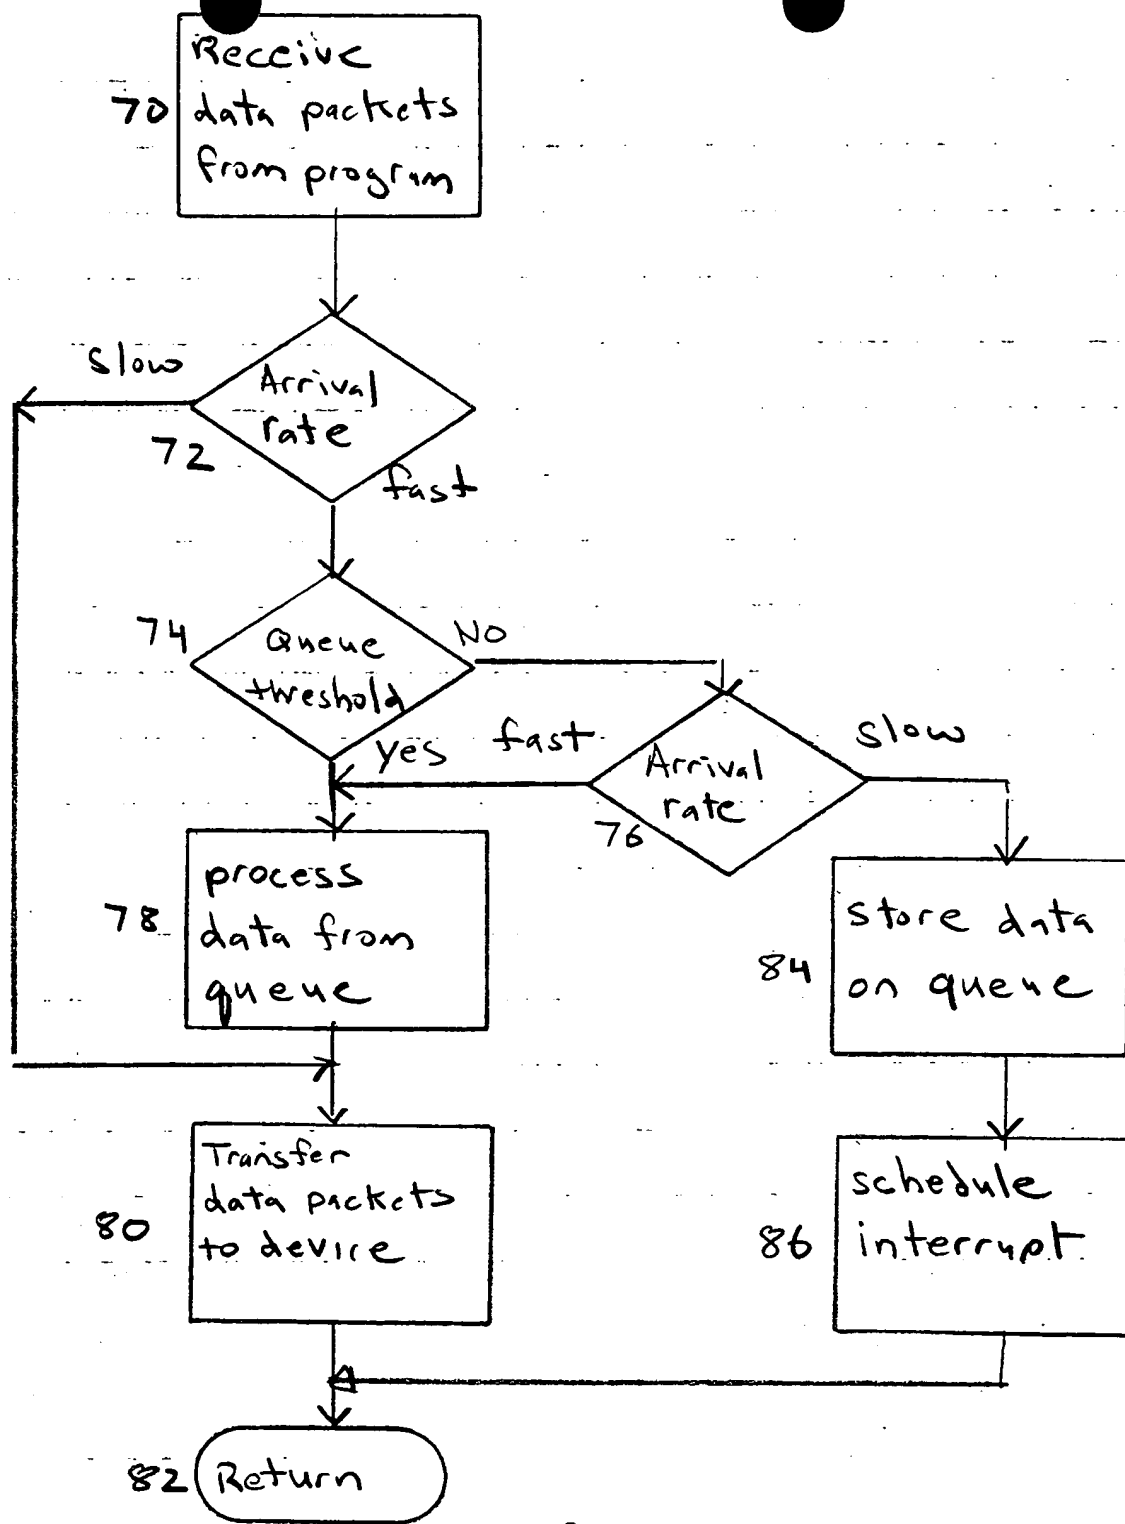 Receive
70
data packets
from program
slow
Arrival
rate
72
fast
74
Queue
threshold
No
yes
fast
slow
Arrival
rate
76
process
78
data from
queue
store data
84
on queue
Transfer
data packets
80
to device
schedule
86
interrupt
82
Return